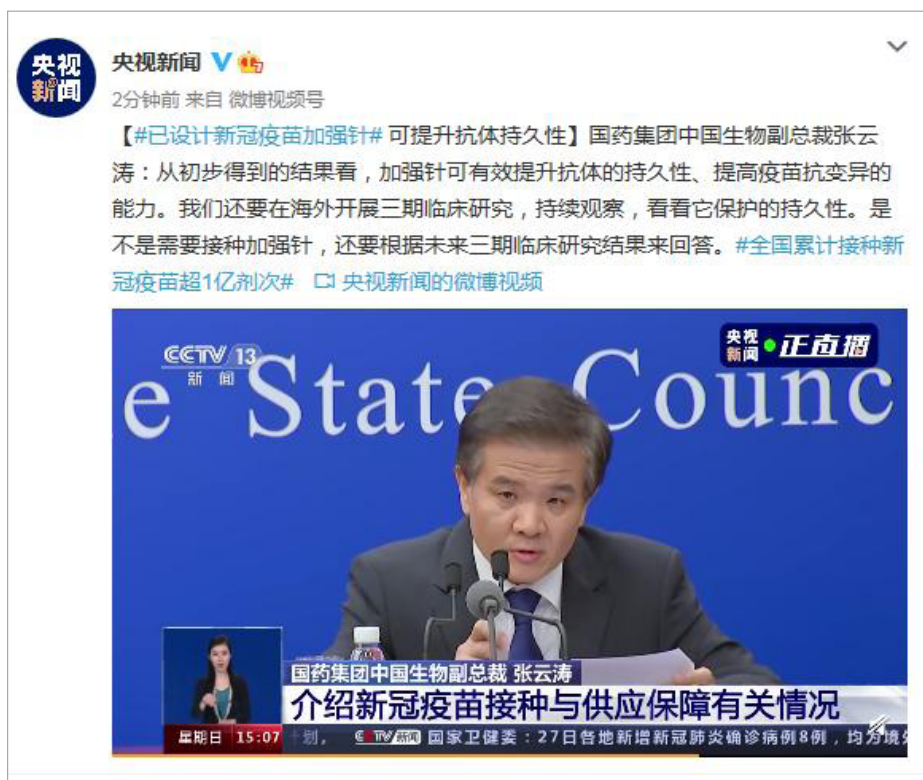 央视新闻
央视新闻
2分钟前 来自 微博视频号
【#已设计新冠疫苗加强针# 可提升抗体持久性】国药集团中国生物副总裁张云
涛：从初步得到的结果看，加强针可有效提升抗体的持久性、提高疫苗抗变异的
能力。我们还要在海外开展三期临床研究，持续观察，看看它保护的持久性。是
不是需要接种加强针，还要根据未来三期临床研究结果来回答。#全国累计接种新
冠疫苗超1亿剂次# 央视新闻的微博视频
CCTV 13
新闻
央视新闻 正直播
e State Counc
国药集团中国生物副总裁 张云涛
介绍新冠疫苗接种与供应保障有关情况
星期日 15:07 划， CCTV新闻 国家卫健委：27日各地新增新冠肺炎确诊病例8例，均为境